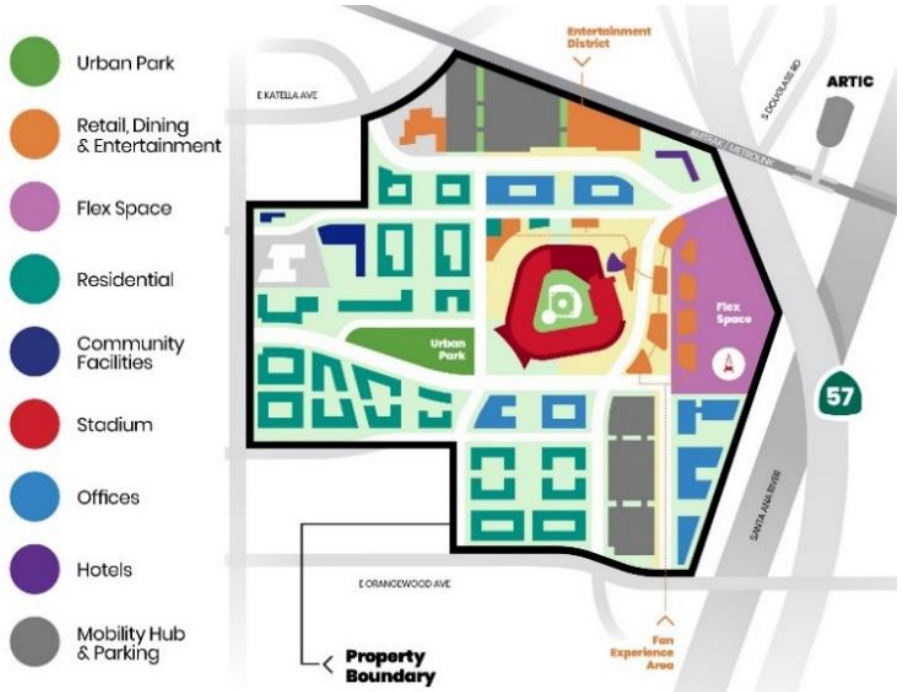 Urban Park
Retail, Dining
& Entertainment
Flex Space
Residential
Community
Facilities
Stadium
Offices
Hotels
Mobility Hub
& Parking
Entertainment
District
E KATELLA AVE
S DOUGLASS RD
ARTIC
AMTRAK | METROLINK
Flex
Space
Urban
Park
57
SANTA ANA RIVER
E ORANGEWOOD AVE
Fan
Experience
Area
Property
Boundary